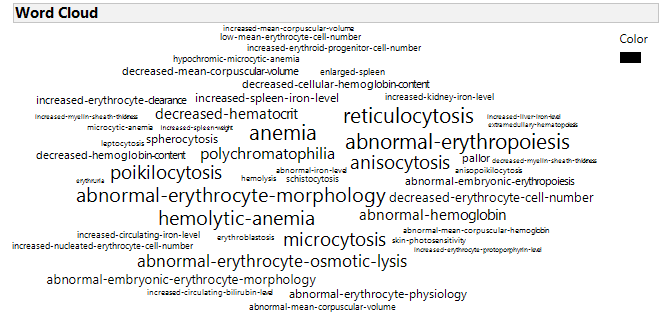 Word Cloud
increased-mean-corpuscular-volume
Color
low-mean-erythrocyte-cell-number
increased-erythroid-progenitor-cell-number
hypochromic-microcytic-anemia
decreased-mean-corpuscular-volume enlarged-spleen
decreased-cellular-hemoglobin-content
increased-erythrocyte-clearance increased-spleen-iron-level increased-kidney-iron-level
increased-myelin-sheath-thickness decreased-hematocrit reticulocytosis increased-liver-iron-level
extramedullary-hematopoiesis
microcytic-anemia increased-spleen-weight anemia
leptocytosis spherocytosis abnormal-erythropoiesis
decreased-hemoglobin-content polychromatophilia anisocytosis pallor decreased-myelin-sheath-thickness
erythruria poikilocytosis abnormal-iron-level anisopoikilocytosis
hemolysis schistocytosis abnormal-embryonic-erythropoiesis
abnormal-erythrocyte-morphology decreased-erythrocyte-cell-number
hemolytic-anemia abnormal-hemoglobin
increased-circulating-iron-level erythroblastosis microcytosis abnormal-mean-corpuscular-hemoglobin
increased-nucleated-erythrocyte-cell-number skin-photosensitivity
increased-erythrocyte-protoporphyrin-level
abnormal-erythrocyte-osmotic-lysis
abnormal-embryonic-erythrocyte-morphology
increased-circulating-bilirubin-level abnormal-erythrocyte-physiology
abnormal-mean-corpuscular-volume